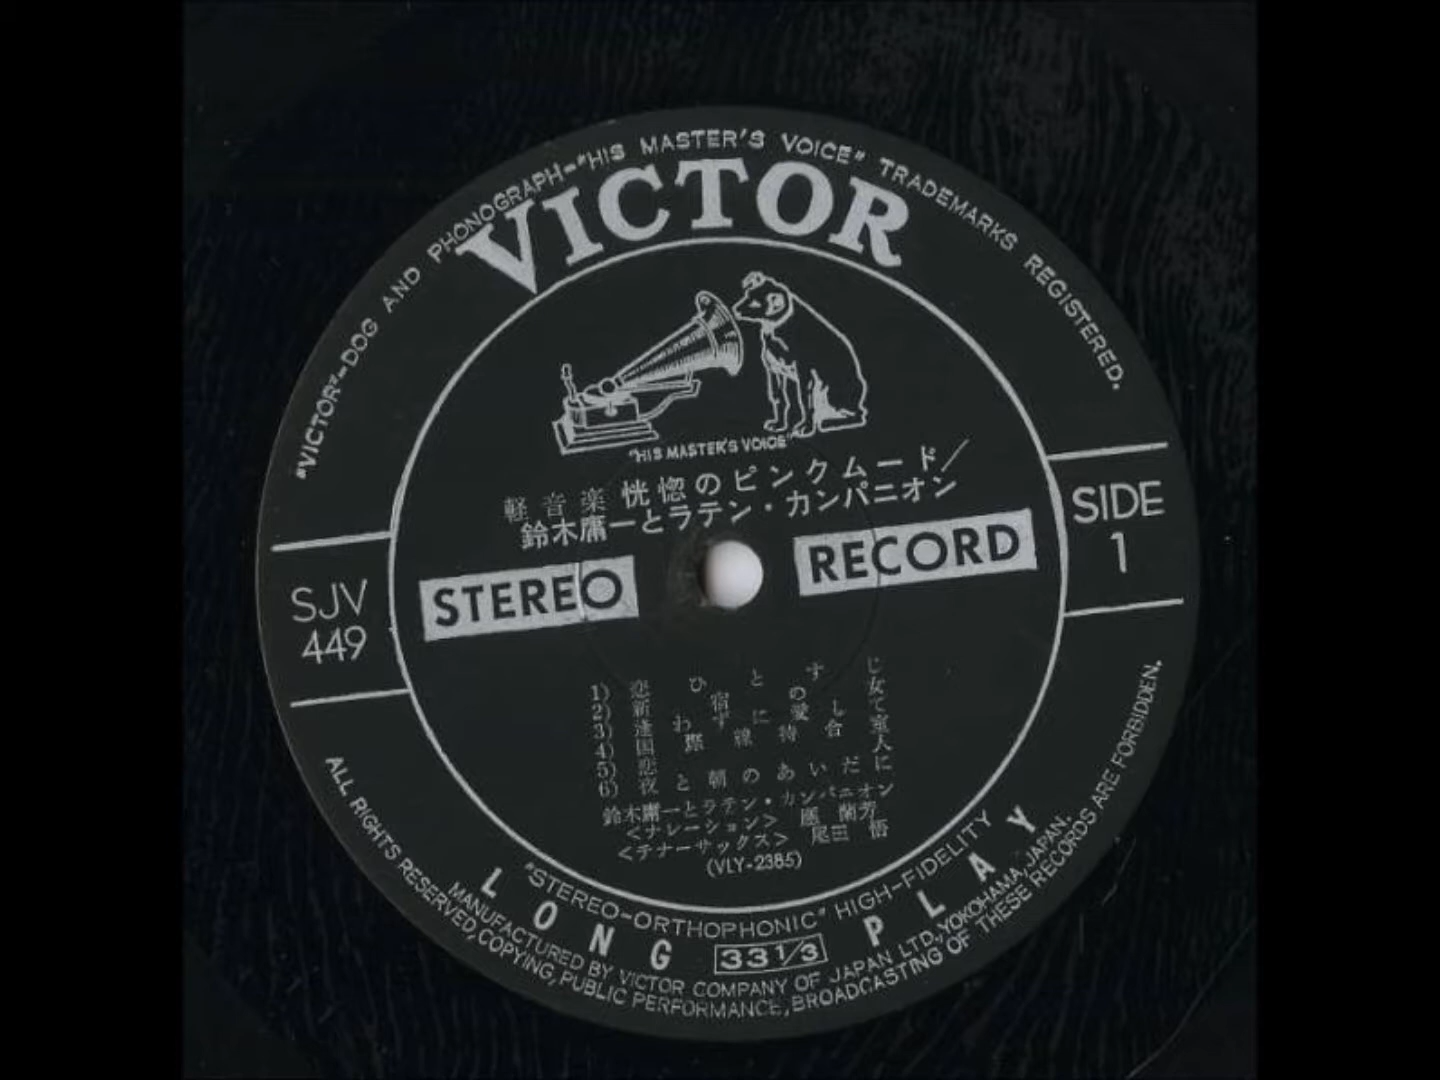 "VICTOR"-DOG AND PHONOGRAPH-"HIS MASTER'S VOICE" TRADEMARKS REGISTERED.
VICTOR
"HIS MASTER'S VOICE"
軽音楽 恍惚のピンクムード/
鈴木庸一とラテン・カンパニオン
STEREO RECORD
SJV
449
SIDE
1
1) 恋ひとすじ
2) 新宿の女
3) 逢わずに愛して
4) 国際線待合室
5) 恋人
6) 夜と朝のあいだに
鈴木庸一とラテン・カンパニオン
<ナレーション> 蘭芳
<テナーサックス> 尾田 悟
(VLY-2385)
"STEREO-ORTHOPHONIC" HIGH-FIDELITY
LONG 33 1/3 PLAY
MANUFACTURED BY VICTOR COMPANY OF JAPAN LTD., YOKOHAMA, JAPAN.
ALL RIGHTS RESERVED, COPYING, PUBLIC PERFORMANCE, BROADCASTING OF THESE RECORDS ARE FORBIDDEN.